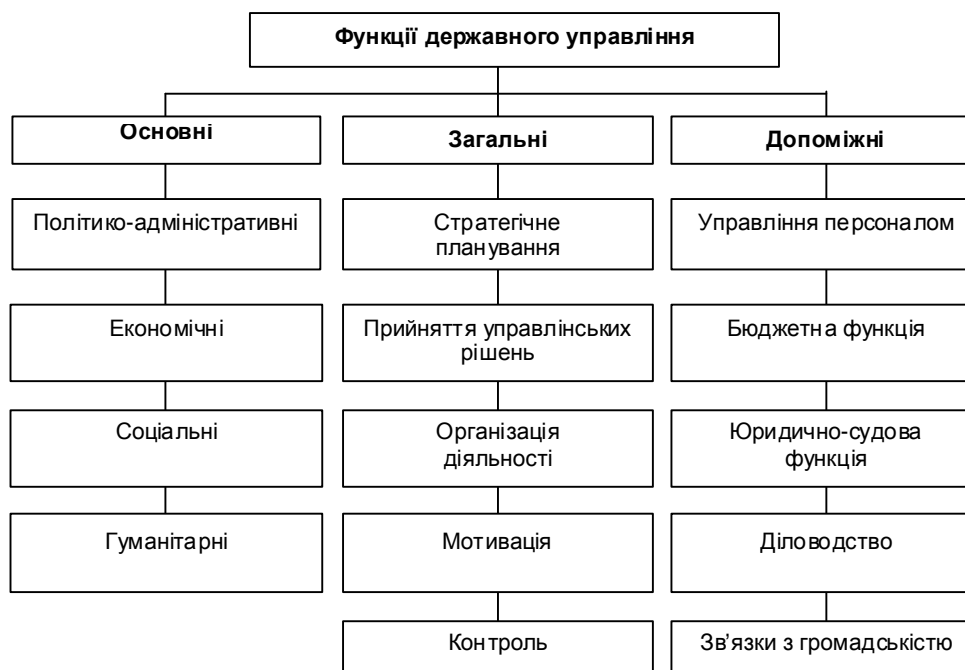 Функції державного управління
Основні
Загальні
Допоміжні
Політико-адміністративні
Стратегічне
планування
Управління персоналом
Економічні
Прийняття управлінських
рішень
Бюджетна функція
Соціальні
Організація
діяльності
Юридично-судова
функція
Гуманітарні
Мотивація
Діловодство
Контроль
Зв’язки з громадськістю